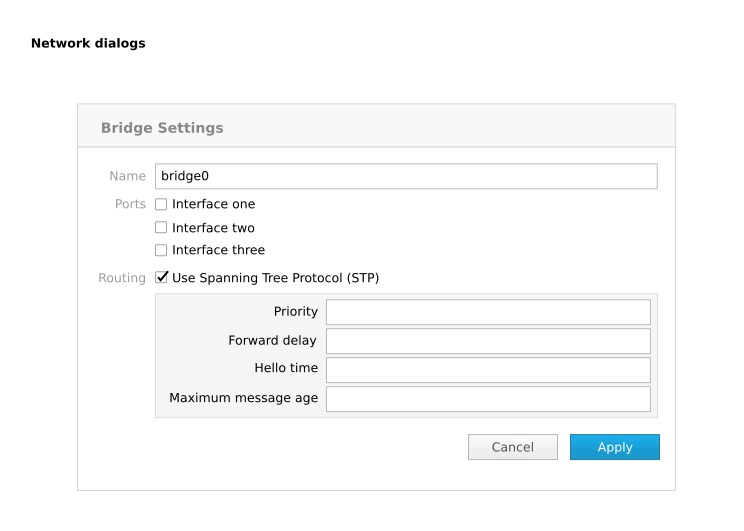 Network dialogs
Bridge Settings
Name bridge0
Ports Interface one
Interface two
Interface three
Routing Use Spanning Tree Protocol (STP)
Priority
Forward delay
Hello time
Maximum message age
Cancel Apply